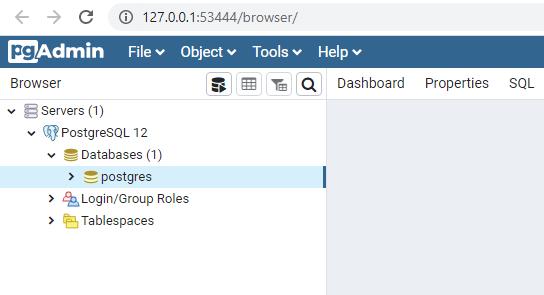 127.0.0.1:53444/browser/
pgAdmin File Object Tools Help
Browser Dashboard Properties SQL
Servers (1)
PostgreSQL 12
Databases (1)
postgres
Login/Group Roles
Tablespaces